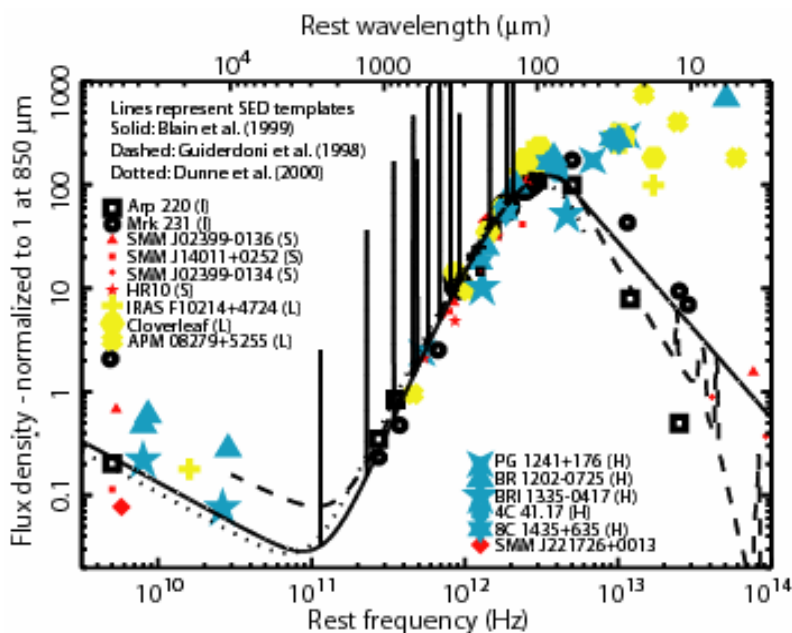 Rest wavelength (μm)
10⁴ 1000 100 10
Lines represent SED templates
Solid: Blain et al. (1999)
Dashed: Guiderdoni et al. (1998)
Dotted: Dunne et al. (2000)
Arp 220 (I)
Mrk 231 (I)
SMM J02399-0136 (S)
SMM J14011+0252 (S)
SMM J02399-0134 (S)
HR10 (S)
IRAS F10214+4724 (L)
Cloverleaf (L)
APM 08279+5255 (L)
PG 1241+176 (H)
BR 1202-0725 (H)
BRI 1335-0417 (H)
4C 41.17 (H)
8C 1435+635 (H)
SMM J221726+0013
Flux density - normalized to 1 at 850 μm
1000
100
10
1
0.1
10¹⁰ 10¹¹ 10¹² 10¹³ 10¹⁴
Rest frequency (Hz)